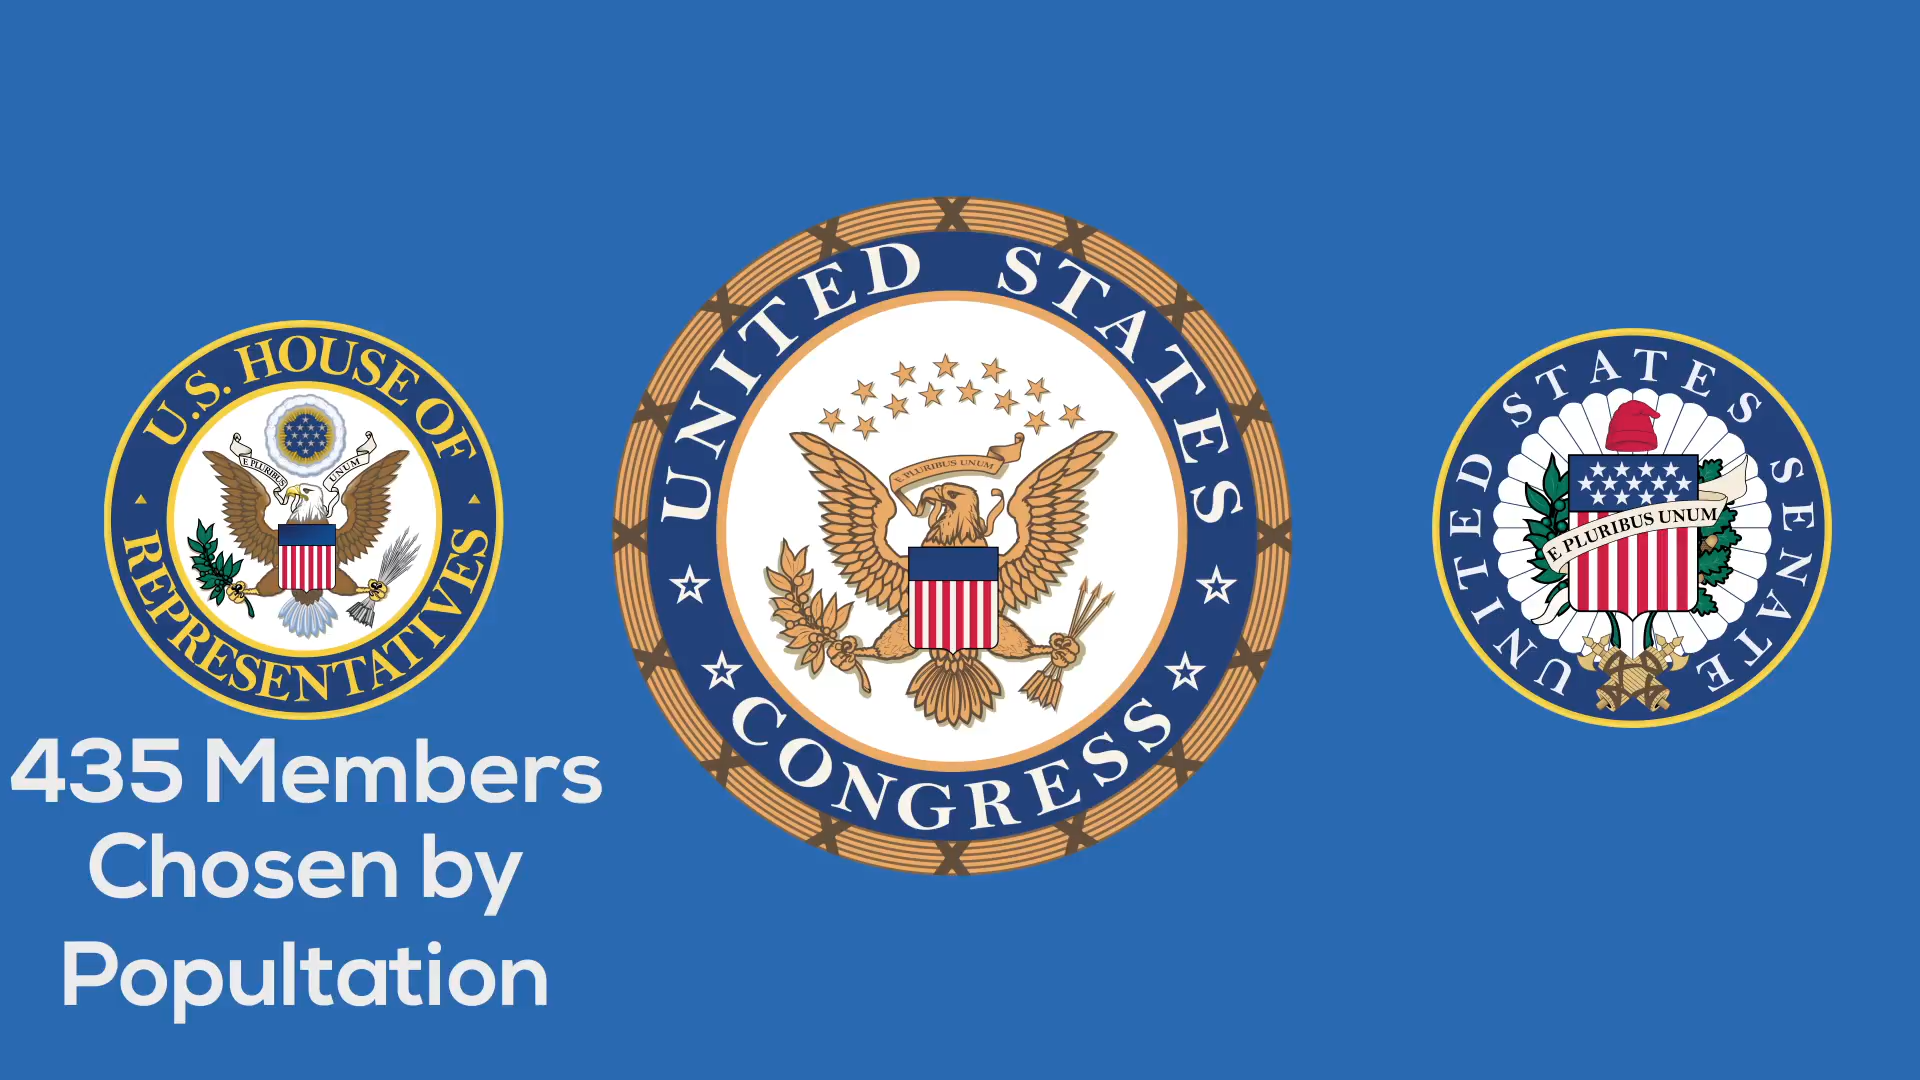 U.S. HOUSE OF
REPRESENTATIVES
E PLURIBUS UNUM
435 Members
Chosen by
Popultation
UNITED STATES
CONGRESS
E PLURIBUS UNUM
UNITED STATES SENATE
E PLURIBUS UNUM